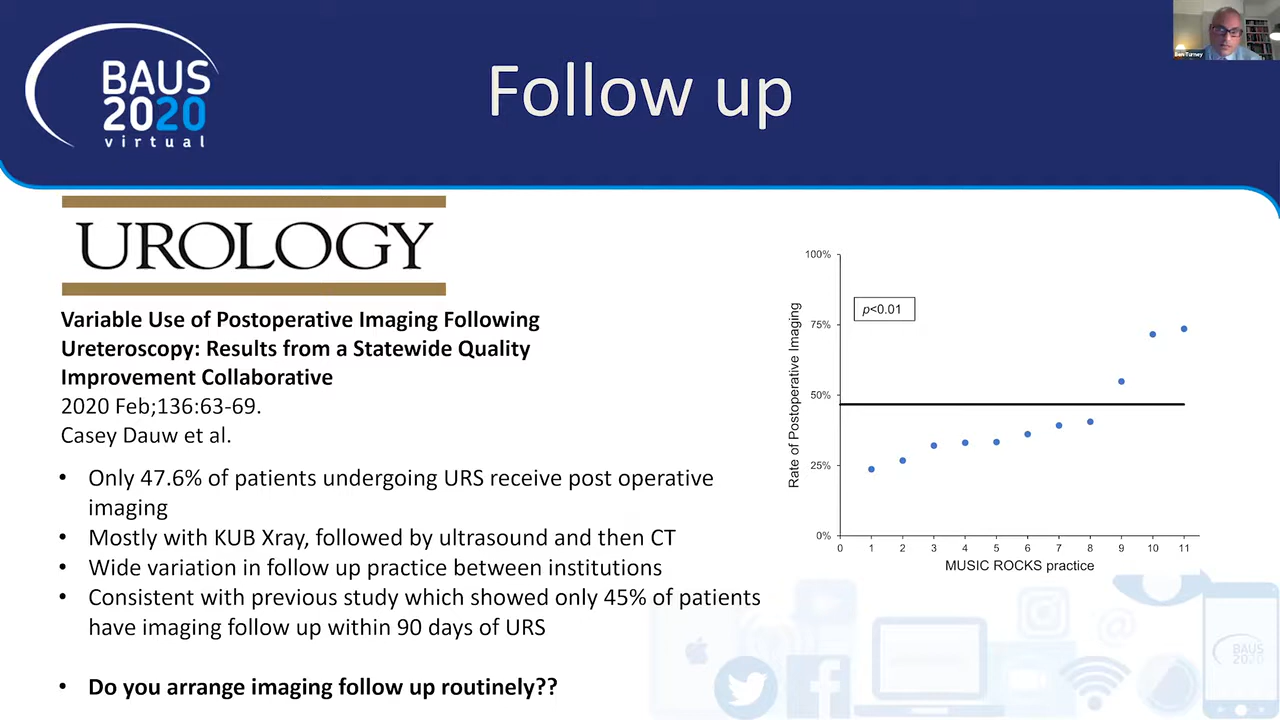 BAUS
2020
virtual
Follow up
Ben Turney
UROLOGY
Variable Use of Postoperative Imaging Following
Ureteroscopy: Results from a Statewide Quality
Improvement Collaborative
2020 Feb;136:63-69.
Casey Dauw et al.
• Only 47.6% of patients undergoing URS receive post operative
imaging
• Mostly with KUB Xray, followed by ultrasound and then CT
• Wide variation in follow up practice between institutions
• Consistent with previous study which showed only 45% of patients
have imaging follow up within 90 days of URS
• Do you arrange imaging follow up routinely??
Rate of Postoperative Imaging
100%
75%
50%
25%
0%
p<0.01
0 1 2 3 4 5 6 7 8 9 10 11
MUSIC ROCKS practice
BAUS
2020